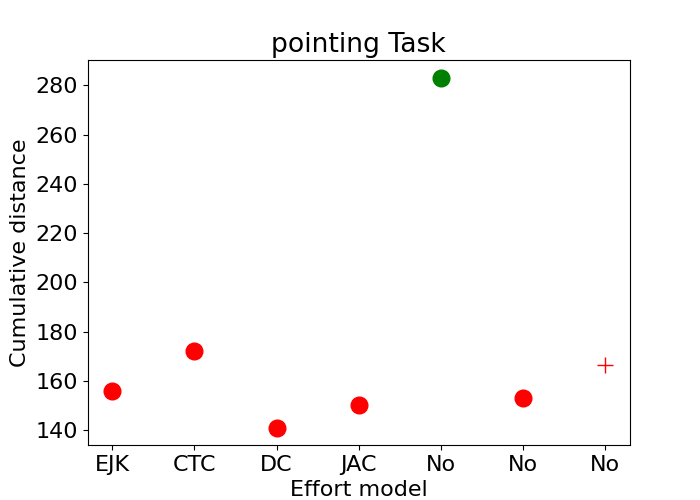 pointing Task
Cumulative distance
280
260
240
220
200
180
160
140
EJK CTC DC JAC No No No
Effort model